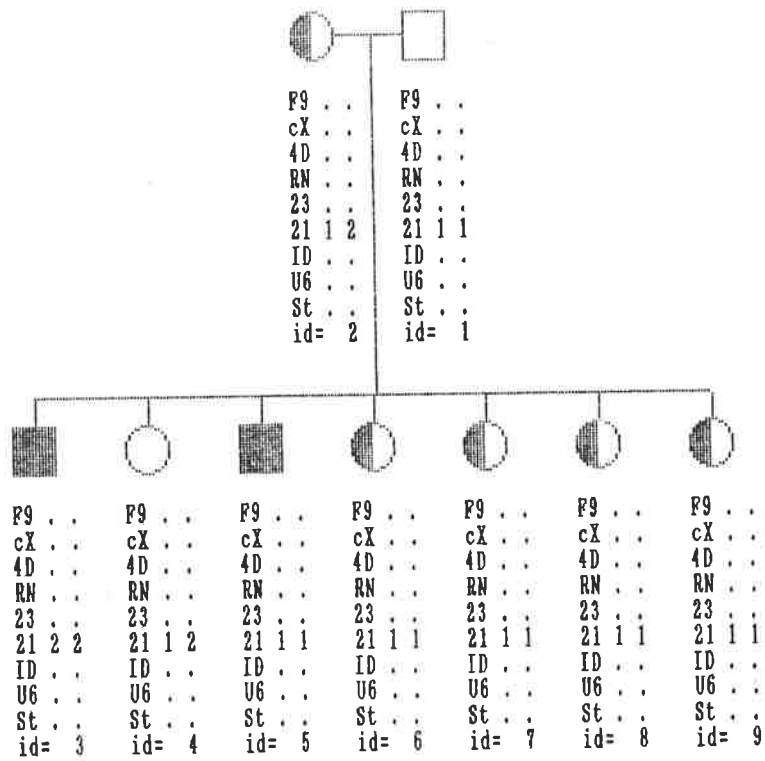 F9 . . F9 . .
cX . . cX . .
4D . . 4D . .
RN . . RN . .
23 . . 23 . .
21 1 2 21 1 1
ID . . ID . .
U6 . . U6 . .
St . . St . .
id= 2 id= 1
F9 . . F9 . . F9 . . F9 . . F9 . . F9 . . F9 . .
cX . . cX . . cX . . cX . . cX . . cX . . cX . .
4D . . 4D . . 4D . . 4D . . 4D . . 4D . . 4D . .
RN . . RN . . RN . . RN . . RN . . RN . . RN . .
23 . . 23 . . 23 . . 23 . . 23 . . 23 . . 23 . .
21 2 2 21 1 2 21 1 1 21 1 1 21 1 1 21 1 1 21 1 1
ID . . ID . . ID . . ID . . ID . . ID . . ID . .
U6 . . U6 . . U6 . . U6 . . U6 . . U6 . . U6 . .
St . . St . . St . . St . . St . . St . . St . .
id= 3 id= 4 id= 5 id= 6 id= 7 id= 8 id= 9